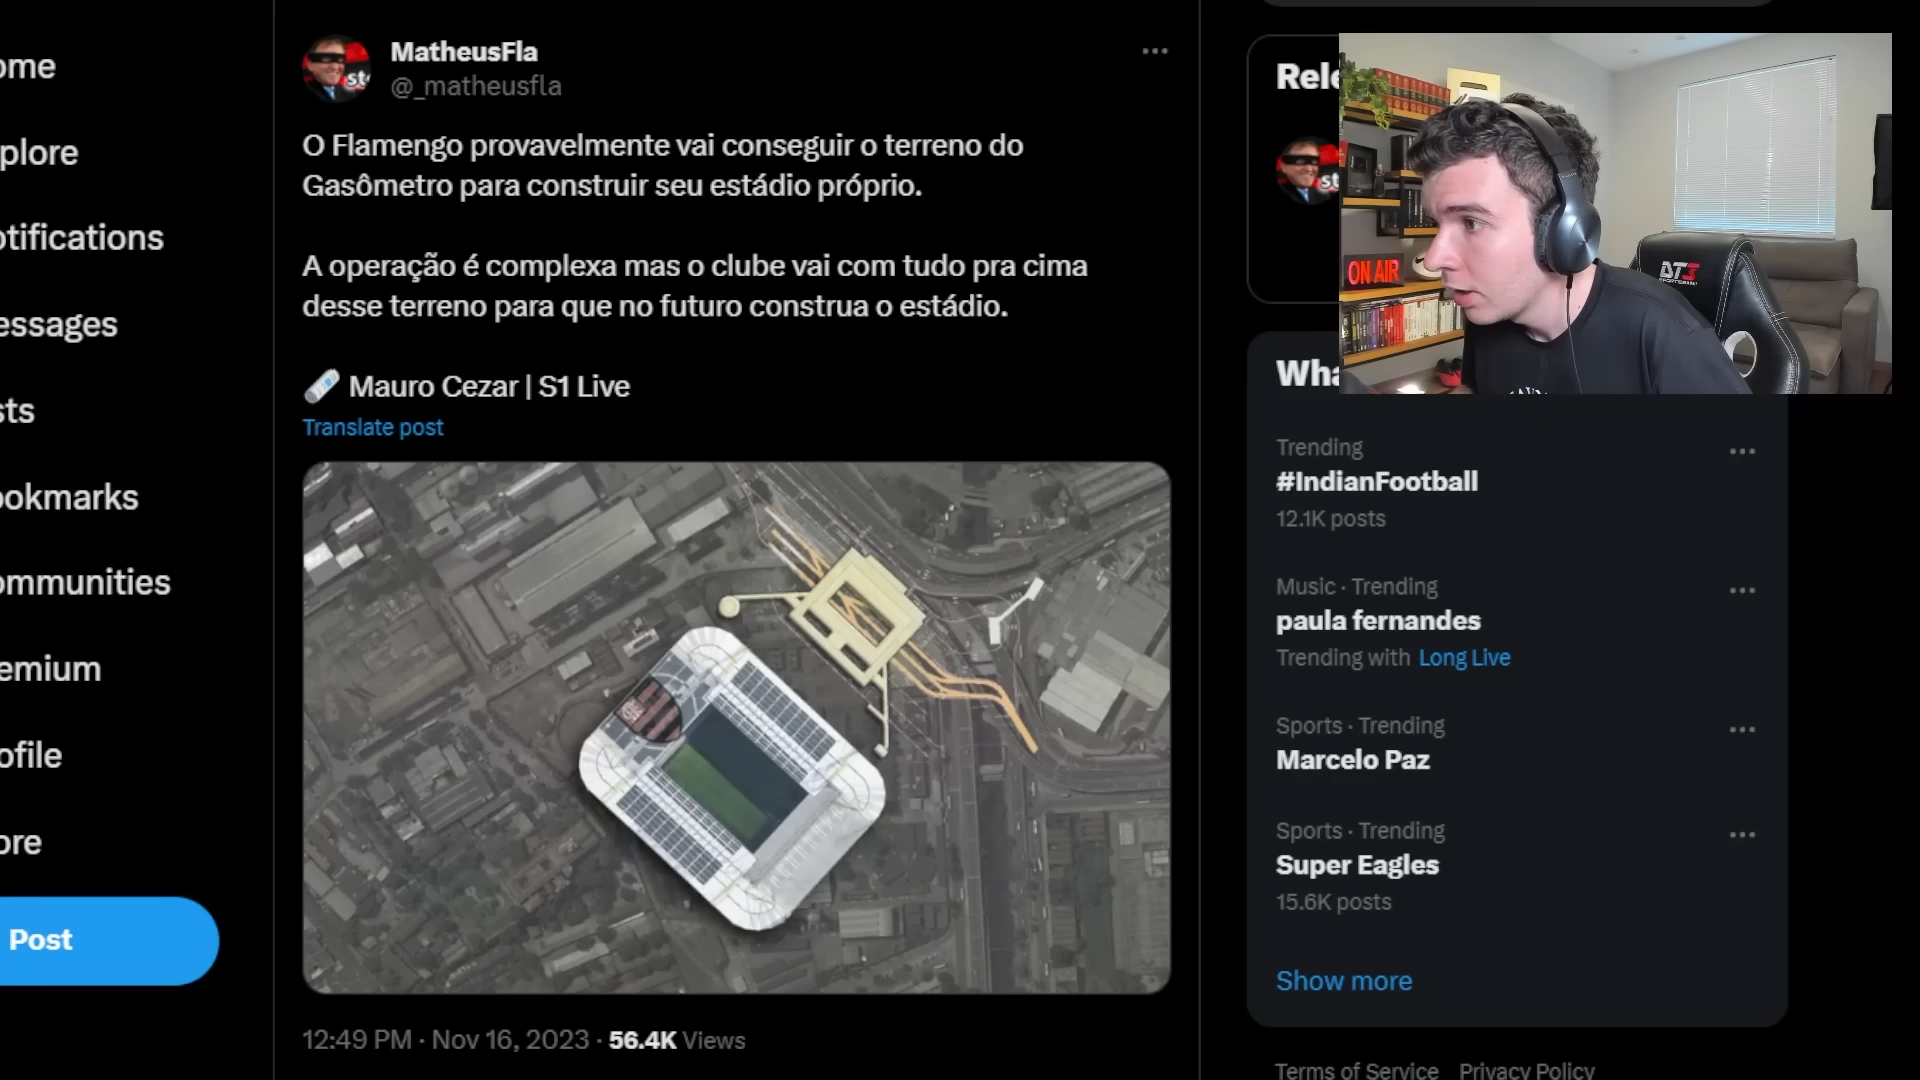 ome
plore
otifications
essages
sts
ookmarks
ommunities
emium
ofile
ore
Post
MatheusFla
@_matheusfla
O Flamengo provavelmente vai conseguir o terreno do
Gasômetro para construir seu estádio próprio.
A operação é complexa mas o clube vai com tudo pra cima
desse terreno para que no futuro construa o estádio.
Mauro Cezar | S1 Live
Translate post
12:49 PM · Nov 16, 2023 · 56.4K Views
Rele
ON AIR
DT3
Wha
Trending
#IndianFootball
12.1K posts
Music · Trending
paula fernandes
Trending with Long Live
Sports · Trending
Marcelo Paz
Sports · Trending
Super Eagles
15.6K posts
Show more
Terms of Service Privacy Policy